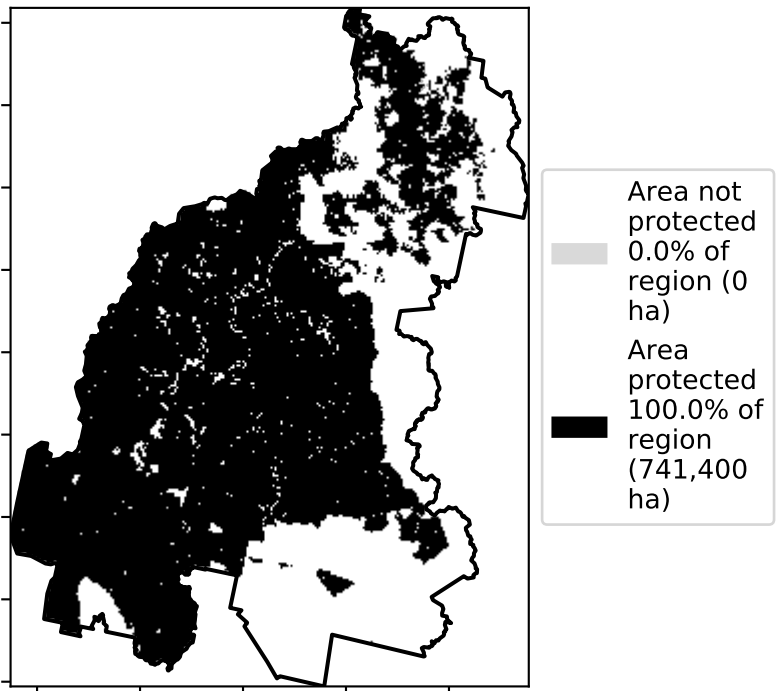 Area not
protected
0.0% of
region (0
ha)
Area
protected
100.0% of
region
(741,400
ha)